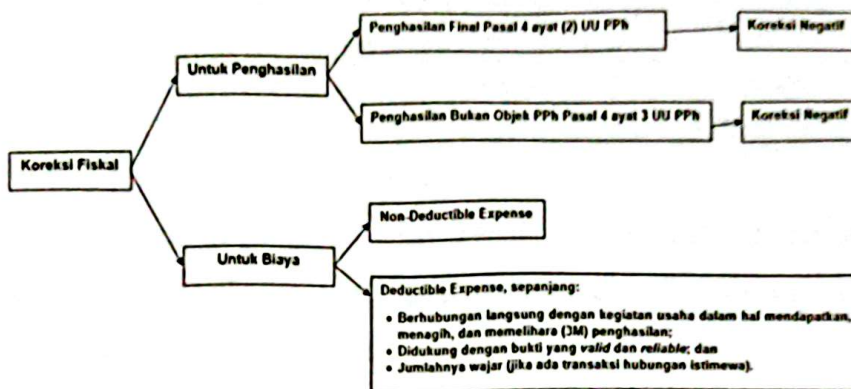 Penghasilan Final Pasal 4 ayat (2) UU PPh
Koreksi Negatif
Untuk Penghasilan
Penghasilan Bukan Objek PPh Pasal 4 ayat 3 UU PPh
Koreksi Negatif
Koreksi Fiskal
Non-Deductible Expense
Untuk Biaya
Deductible Expense, sepanjang:
• Berhubungan langsung dengan kegiatan usaha dalam hal mendapatkan,
menagih, dan memelihara (3M) penghasilan;
• Didukung dengan bukti yang valid dan reliable; dan
• Jumlahnya wajar (jika ada transaksi hubungan istimewa).